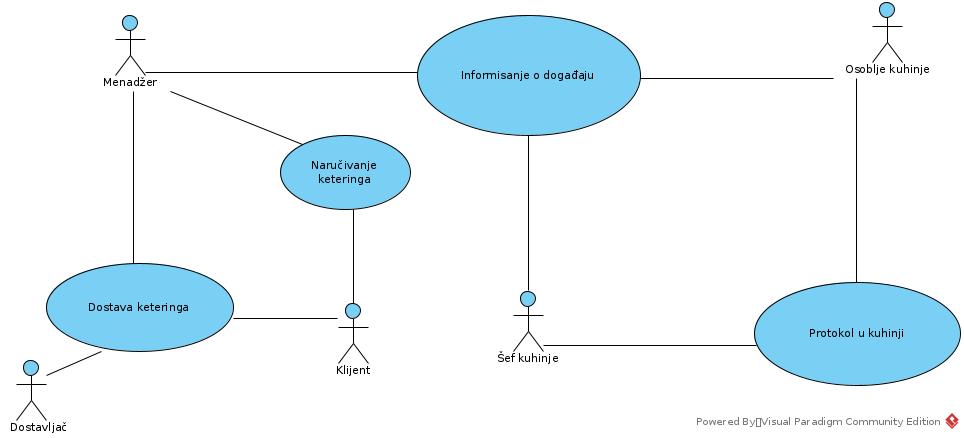 Osoblje kuhinje
Menadžer
Informisanje o događaju
Naručivanje
keteringa
Dostava keteringa
Protokol u kuhinji
Šef kuhinje
Klijent
Dostavljač
Powered By▯Visual Paradigm Community Edition